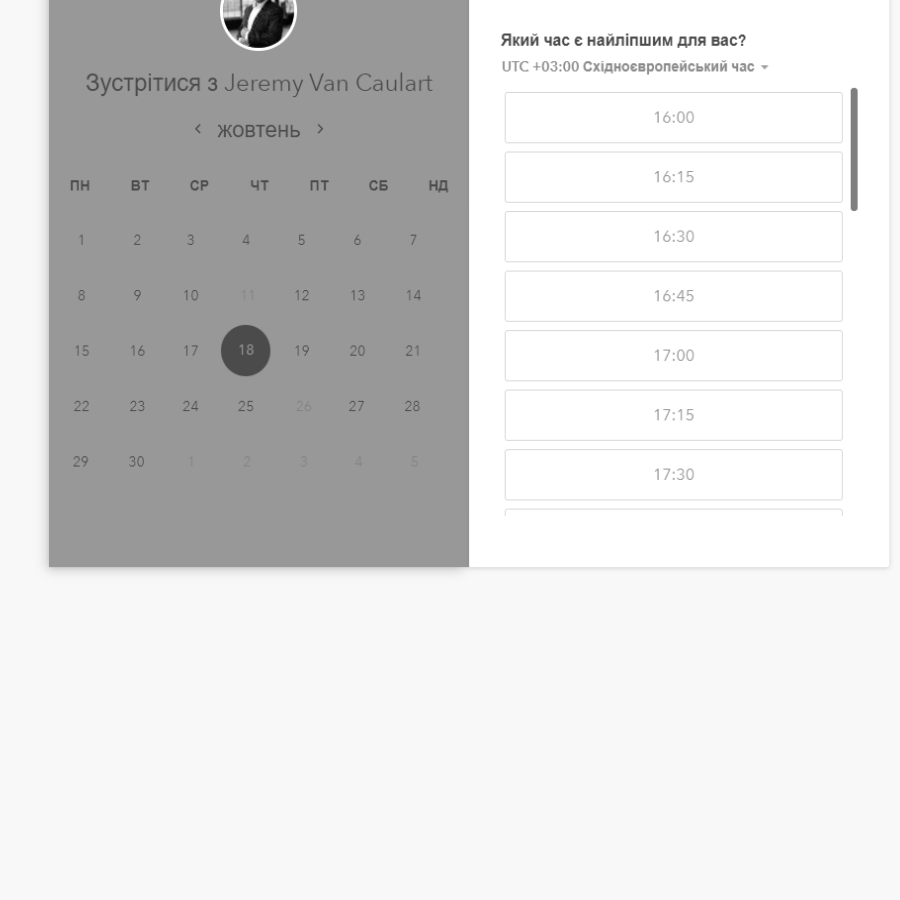 Зустрітися з Jeremy Van Caulart
жовтень
ПН ВТ СР ЧТ ПТ СБ НД
1 2 3 4 5 6 7
8 9 10 11 12 13 14
15 16 17 18 19 20 21
22 23 24 25 26 27 28
29 30 1 2 3 4 5
Який час є найліпшим для вас?
UTC +03:00 Східноєвропейський час
16:00
16:15
16:30
16:45
17:00
17:15
17:30